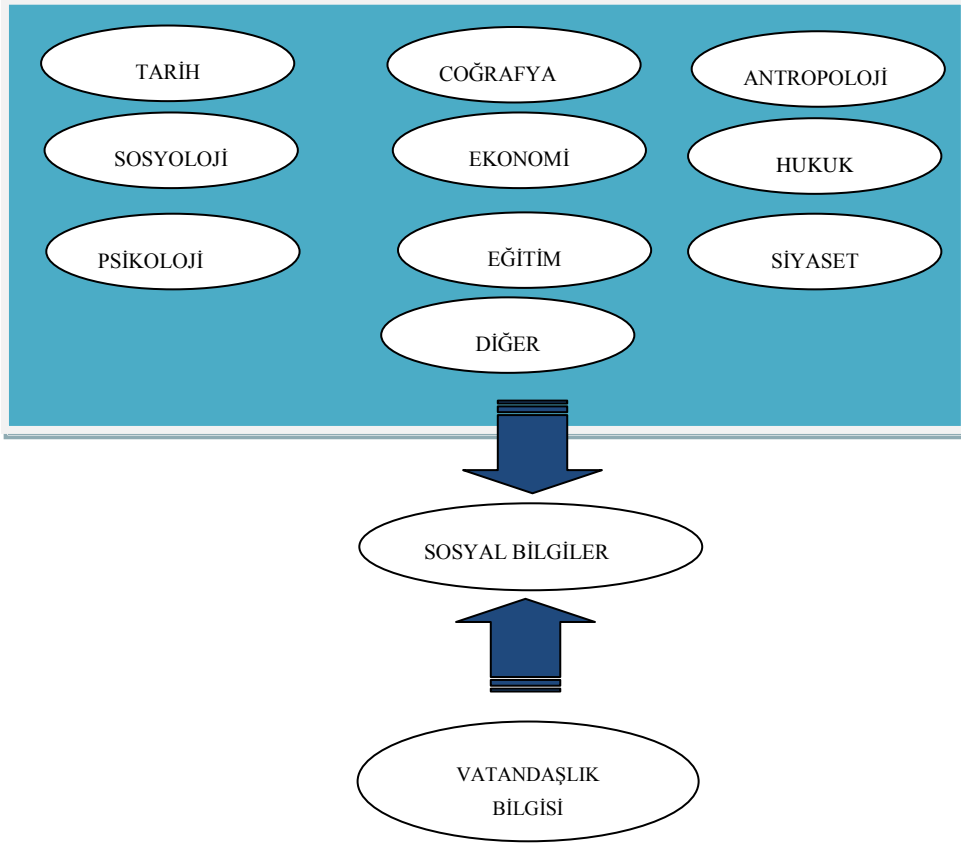 TARİH
COĞRAFYA
ANTROPOLOJİ
SOSYOLOJİ
EKONOMİ
HUKUK
PSİKOLOJİ
EĞİTİM
SİYASET
DİĞER
SOSYAL BİLGİLER
VATANDAŞLIK
BİLGİSİ